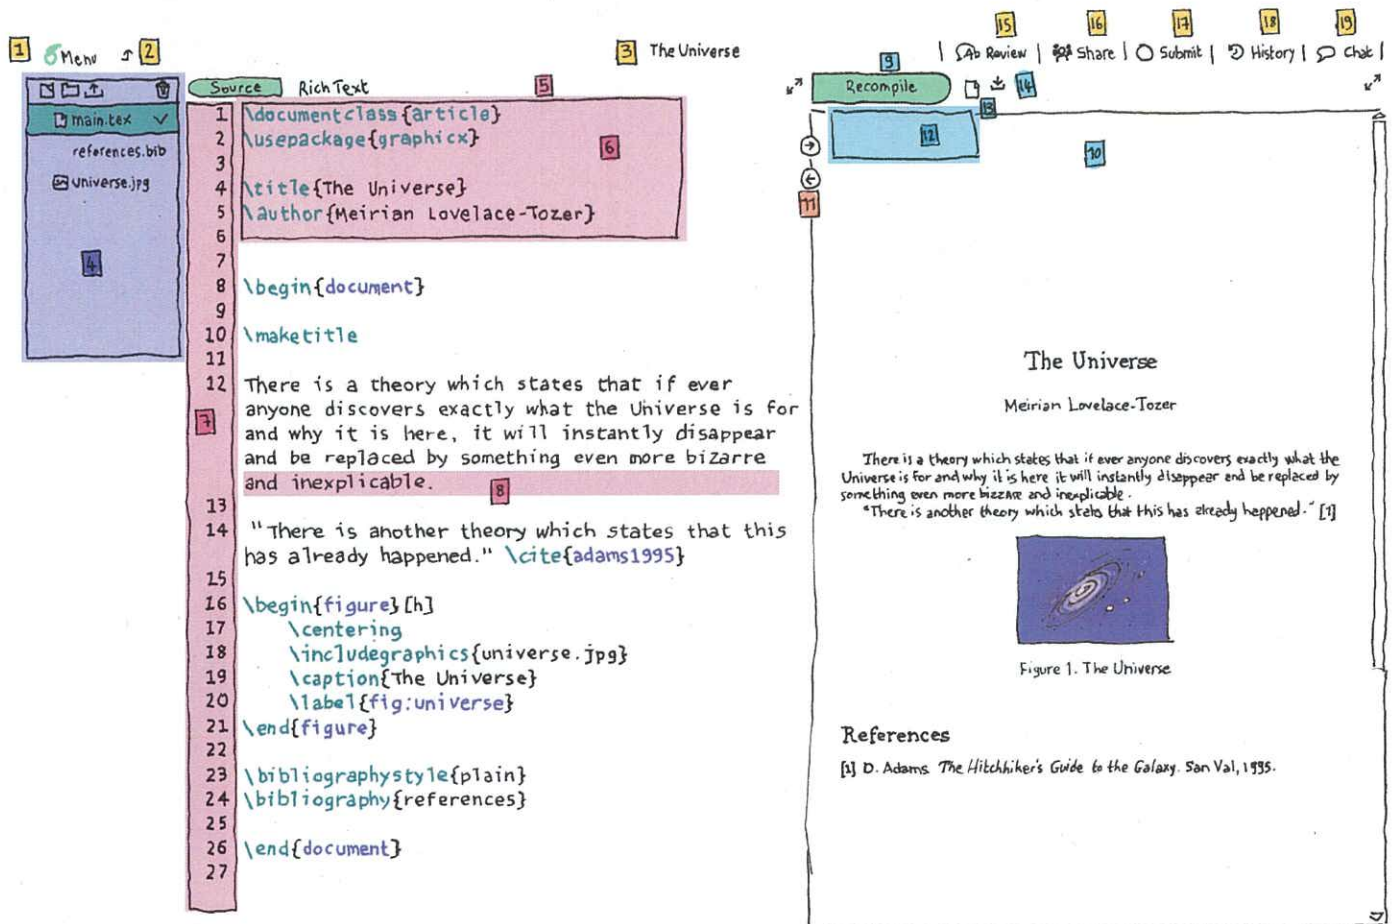 15 16 17 18 19
1 Menu 2 3 The Universe Ab Review | Share | Submit | History | Chat |
Source Rich Text 5 9 Recompile 14
main.tex
references.bib
universe.jpg
4
1 \documentclass{article}
2 \usepackage{graphicx}
6
3
4 \title{The Universe}
5 \author{Meirian Lovelace-Tozer}
6
7
8 \begin{document}
9
10 \maketitle
11
12 There is a theory which states that if ever
anyone discovers exactly what the Universe is for
7
and why it is here, it will instantly disappear
and be replaced by something even more bizarre
and inexplicable.
8
13
14 "There is another theory which states that this
has already happened." \cite{adams1995}
15
16 \begin{figure}[h]
17 \centering
18 \includegraphics{universe.jpg}
19 \caption{The Universe}
20 \label{fig:universe}
21 \end{figure}
22
23 \bibliographystyle{plain}
24 \bibliography{references}
25
26 \end{document}
27
13
12
10
11
The Universe
Meirian Lovelace-Tozer
There is a theory which states that if ever anyone discovers exactly what the
Universe is for and why it is here it will instantly disappear and be replaced by
something even more bizzare and inexplicable.
"There is another theory which stats that this has already happened." [1]
Figure 1. The Universe
References
[1] D. Adams. The Hitchhiker's Guide to the Galaxy. San Val, 1995.